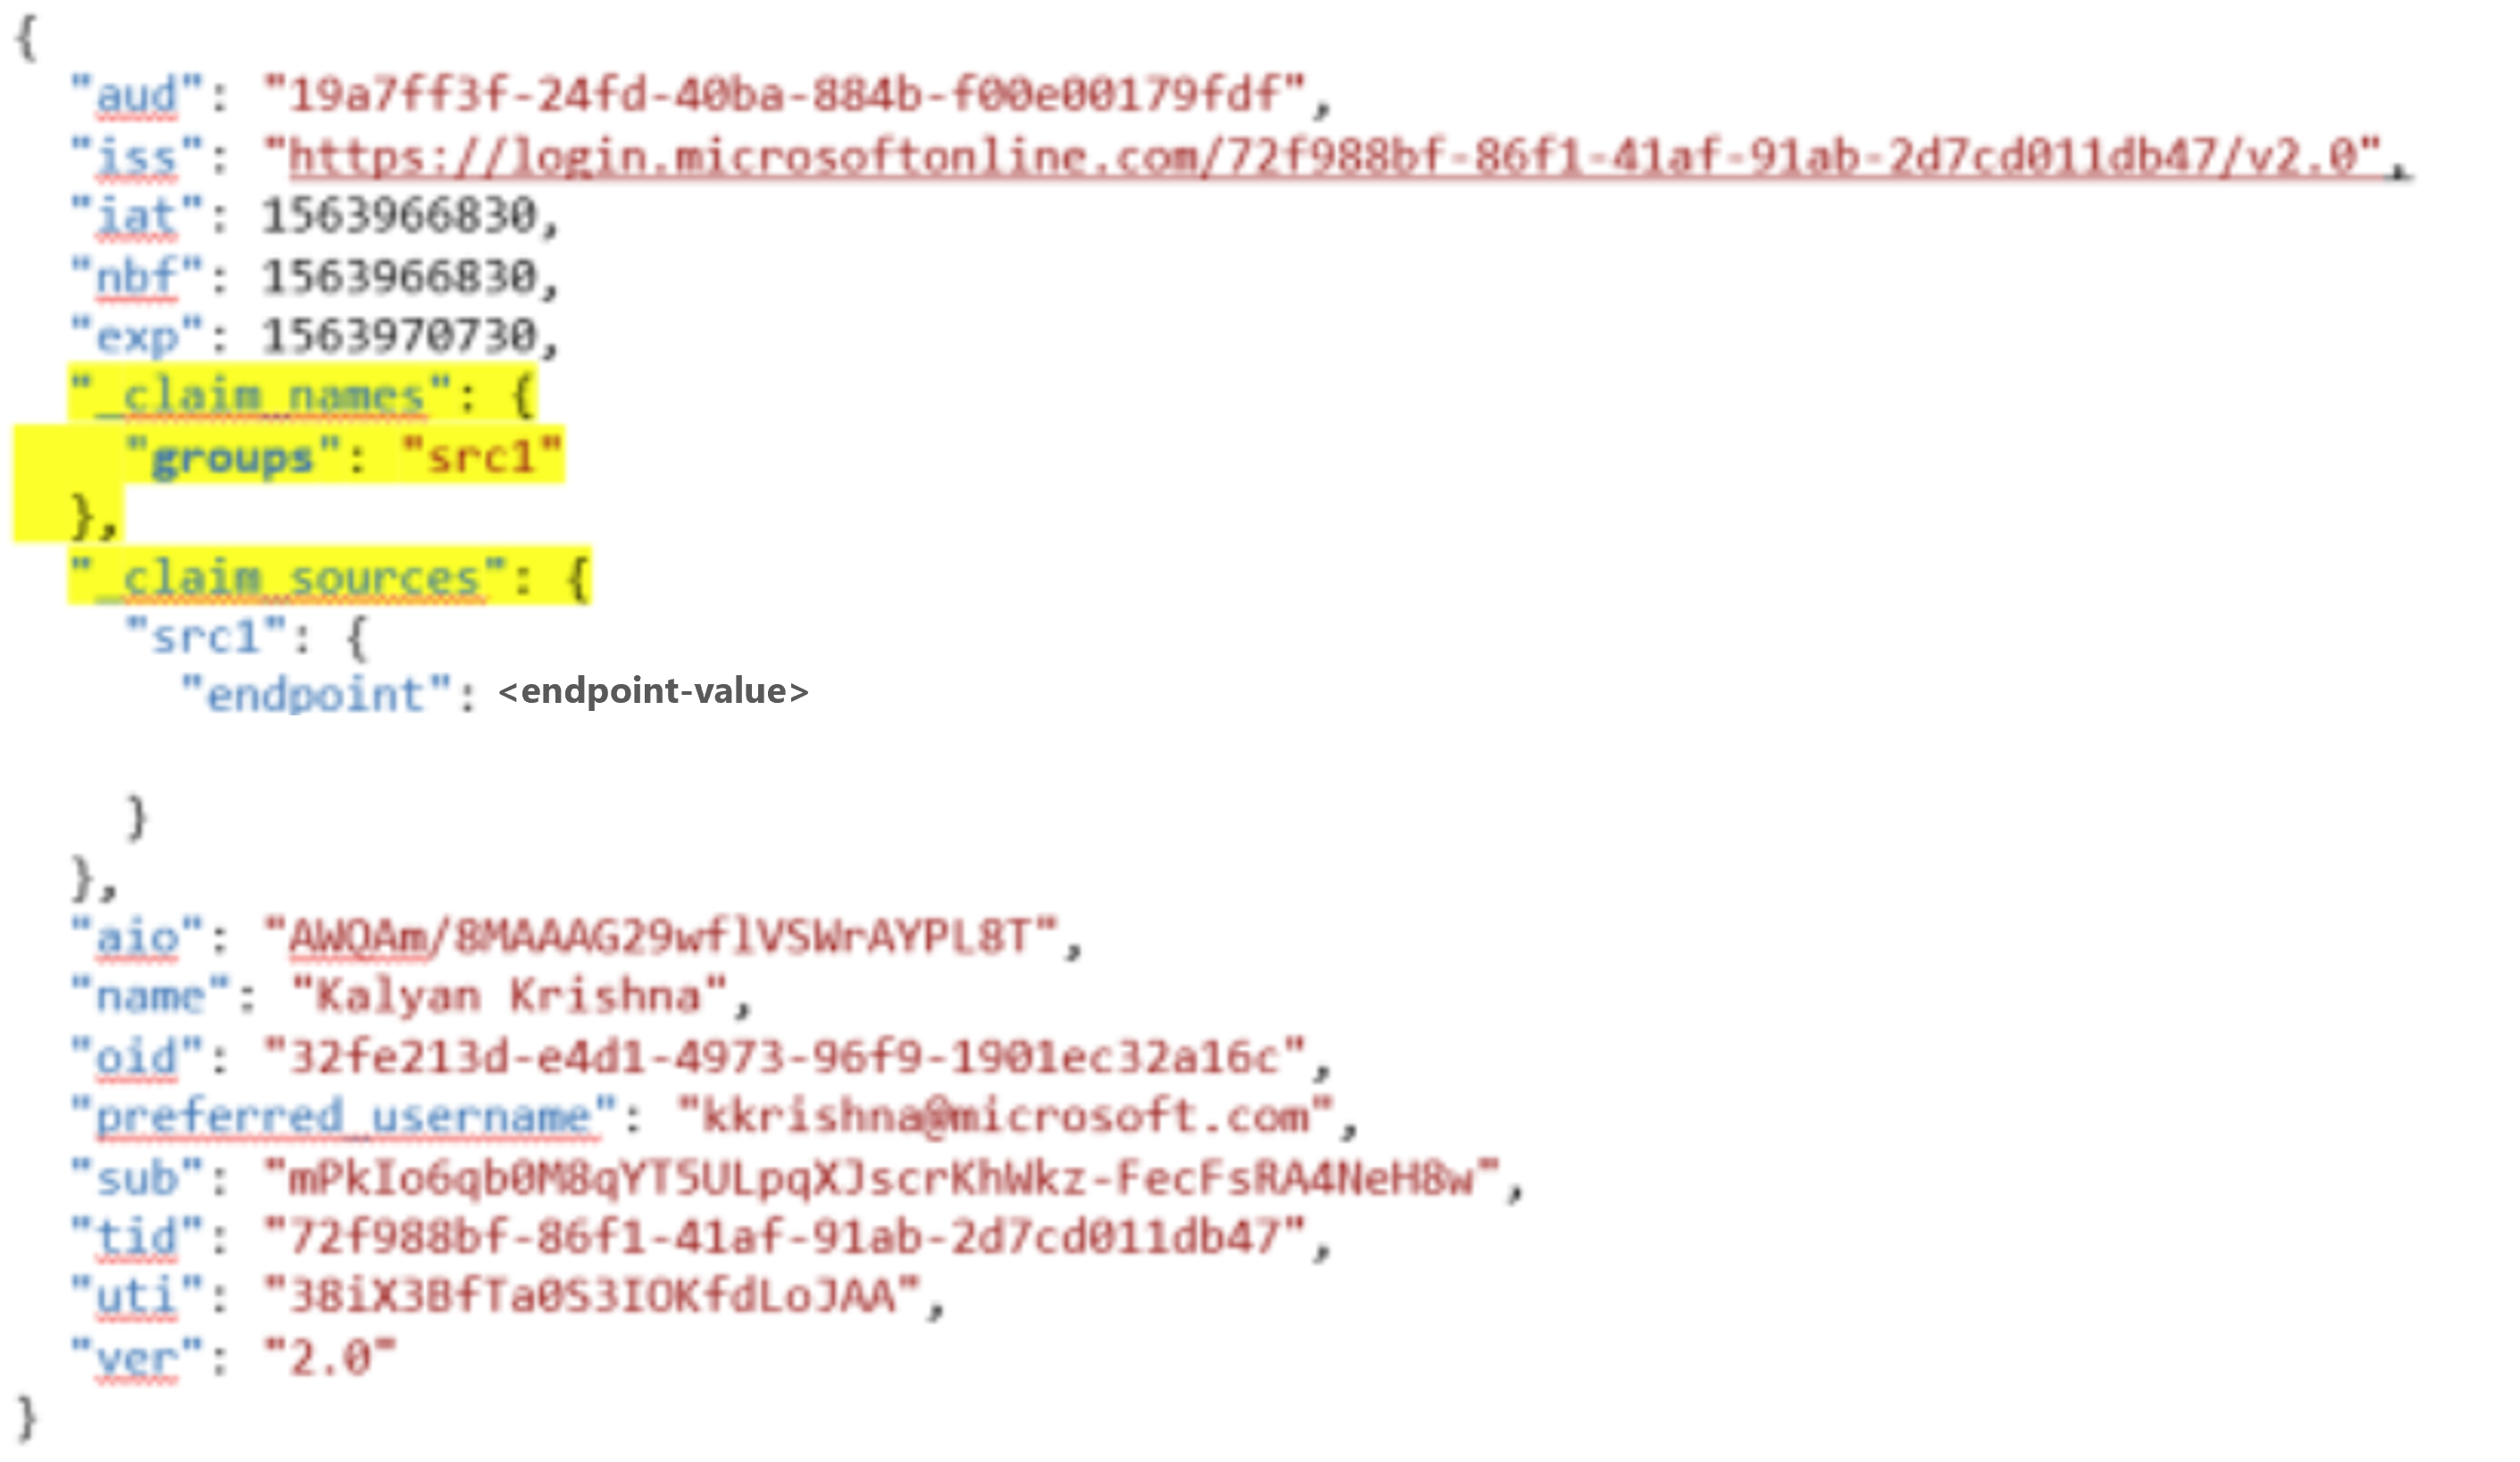 {
"aud": "19a7ff3f-24fd-40ba-884b-f00e00179fdf",
"iss": "https://login.microsoftonline.com/72f988bf-86f1-41af-91ab-2d7cd011db47/v2.0",
"iat": 1563966830,
"nbf": 1563966830,
"exp": 1563970730,
"_claim_names": {
"groups": "src1"
},
"_claim_sources": {
"src1": {
"endpoint": <endpoint-value>
}
},
"aio": "AWQAm/8MAAAG29wflVSWrAYPL8T",
"name": "Kalyan Krishna",
"oid": "32fe213d-e4d1-4973-96f9-1901ec32a16c",
"preferred_username": "kkrishna@microsoft.com",
"sub": "mPkIo6qb0M8qYT5ULpqXJscrKhWkz-FecFsRA4NeH8w",
"tid": "72f988bf-86f1-41af-91ab-2d7cd011db47",
"uti": "38iX3BfTa0S3IOKfdLoJAA",
"ver": "2.0"
}